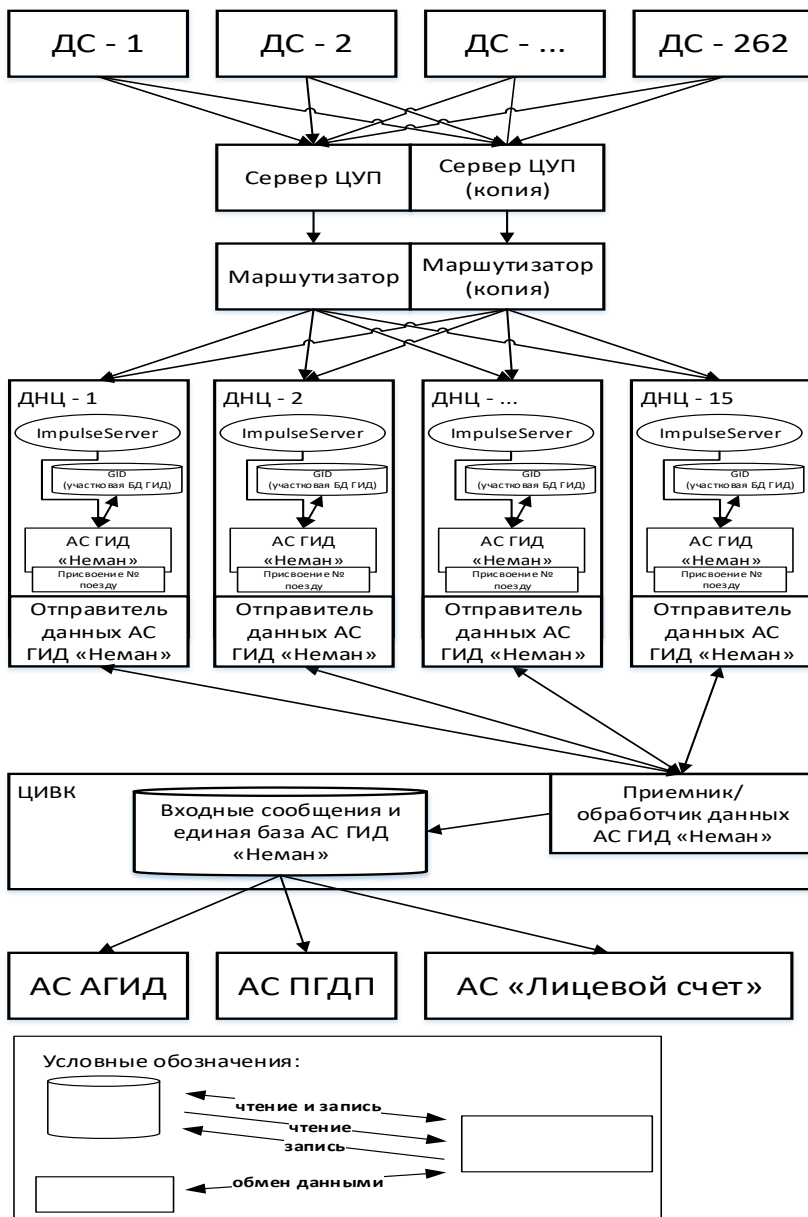 ДС - 1
ДС - 2
ДС - ...
ДС - 262
Сервер ЦУП
Сервер ЦУП
(копия)
Маршутизатор
Маршутизатор
(копия)
ДНЦ - 1
ImpulseServer
GID
(участковая БД ГИД)
АС ГИД
«Неман»
Присвоение №
поезду
Отправитель
данных АС
ГИД «Неман»
ДНЦ - 2
ImpulseServer
GID
(участковая БД ГИД)
АС ГИД
«Неман»
Присвоение №
поезду
Отправитель
данных АС
ГИД «Неман»
ДНЦ - ...
ImpulseServer
GID
(участковая БД ГИД)
АС ГИД
«Неман»
Присвоение №
поезду
Отправитель
данных АС
ГИД «Неман»
ДНЦ - 15
ImpulseServer
GID
(участковая БД ГИД)
АС ГИД
«Неман»
Присвоение №
поезду
Отправитель
данных АС
ГИД «Неман»
ЦИВК
Входные сообщения и
единая база АС ГИД
«Неман»
Приемник/
обработчик данных
АС ГИД «Неман»
АС АГИД
АС ПГДП
АС «Лицевой счет»
Условные обозначения:
чтение и запись
чтение
запись
обмен данными